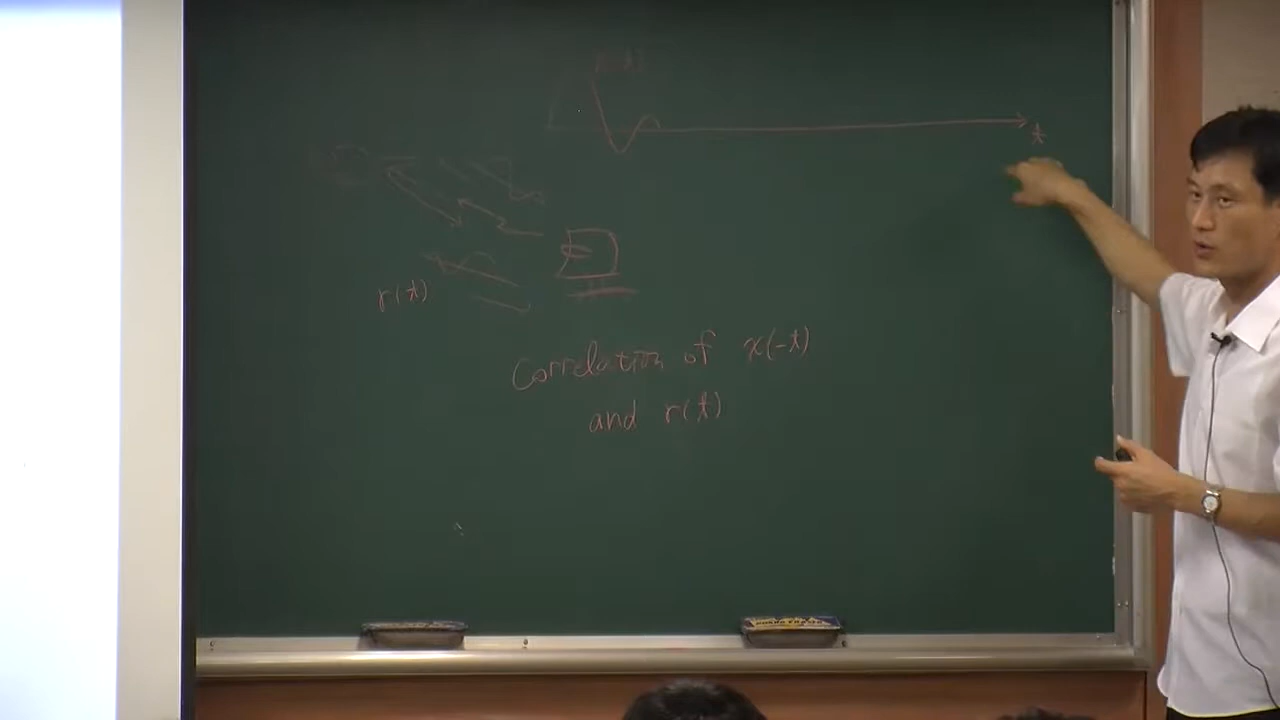 t
r(t)
Correlation of x(-t)
and r(t)